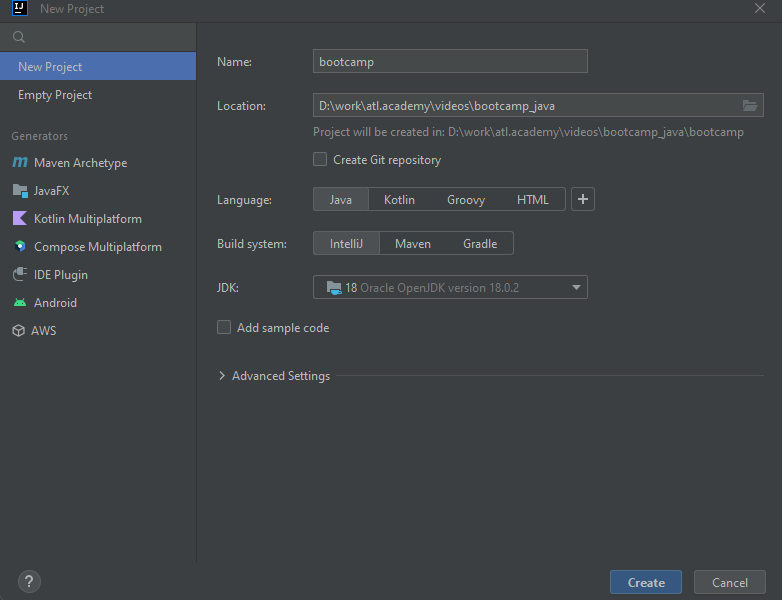 IJ New Project
New Project
Empty Project
Generators
m Maven Archetype
JavaFX
Kotlin Multiplatform
Compose Multiplatform
IDE Plugin
Android
AWS
Name: bootcamp
Location: D:\work\atl.academy\videos\bootcamp_java
Project will be created in: D:\work\atl.academy\videos\bootcamp_java\bootcamp
Create Git repository
Language: Java Kotlin Groovy HTML +
Build system: IntelliJ Maven Gradle
JDK: 18 Oracle OpenJDK version 18.0.2
Add sample code
Advanced Settings
? Create Cancel